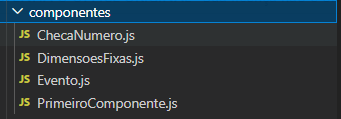 componentes
JS ChecaNumero.js
JS DimensoesFixas.js
JS Evento.js
JS PrimeiroComponente.js